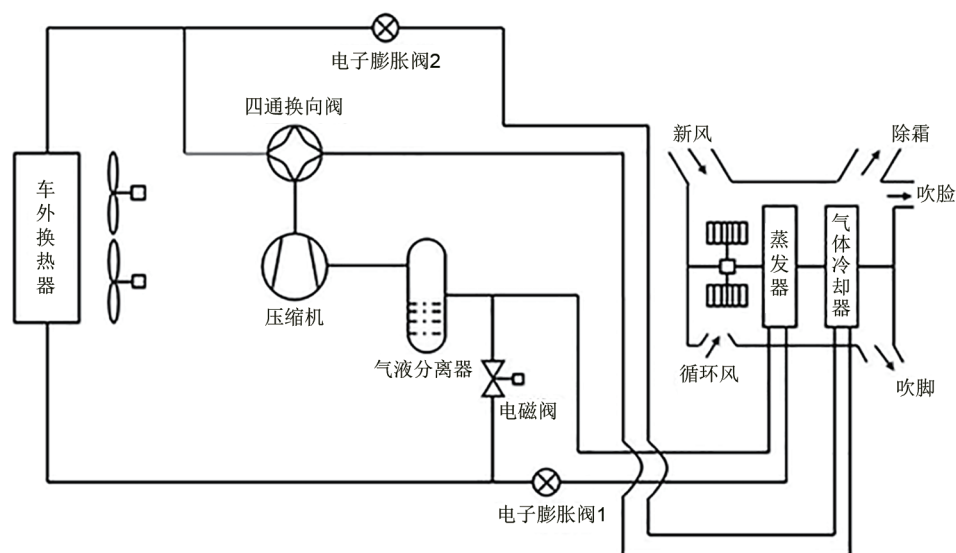 电子膨胀阀2
四通换向阀
新风
除霜
吹脸
车外换热器
蒸发器
气体冷却器
压缩机
气液分离器
循环风
吹脚
电磁阀
电子膨胀阀1